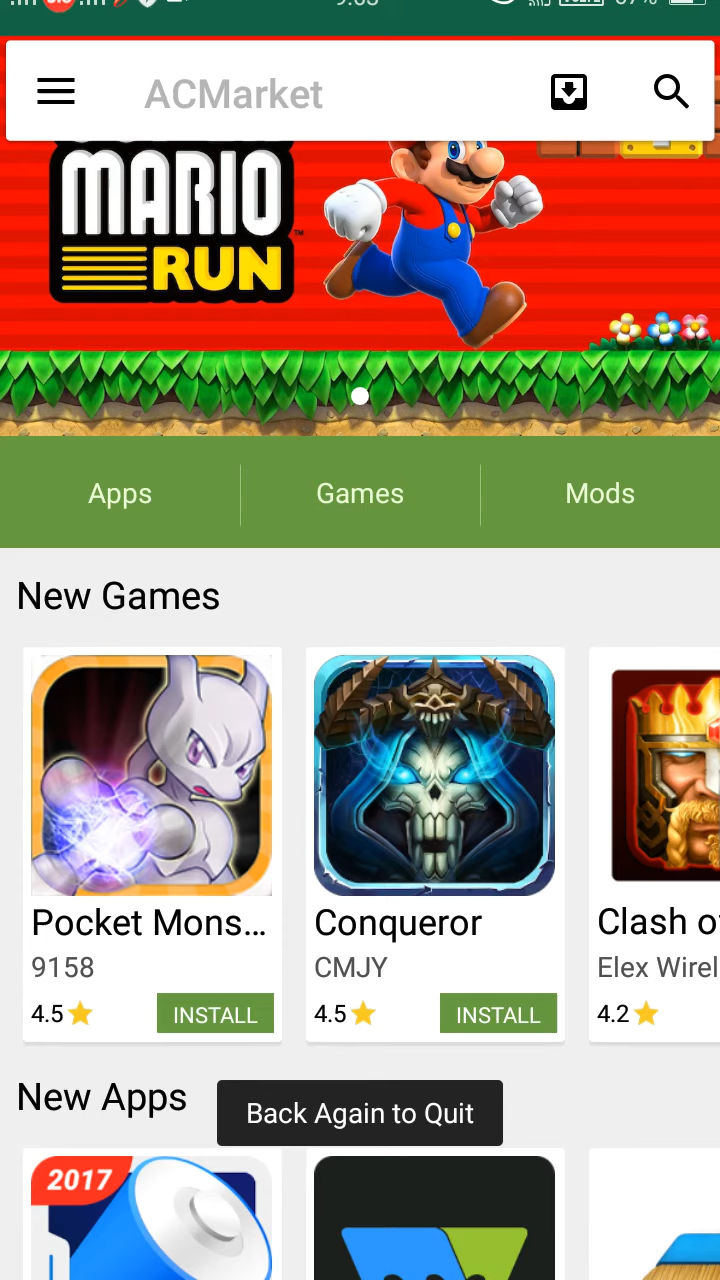 ACMarket
MARIO
RUN
™
Apps
Games
Mods
New Games
Pocket Mons...
9158
4.5
INSTALL
Conqueror
CMJY
4.5
INSTALL
Clash o
Elex Wirel
4.2
New Apps
Back Again to Quit
2017